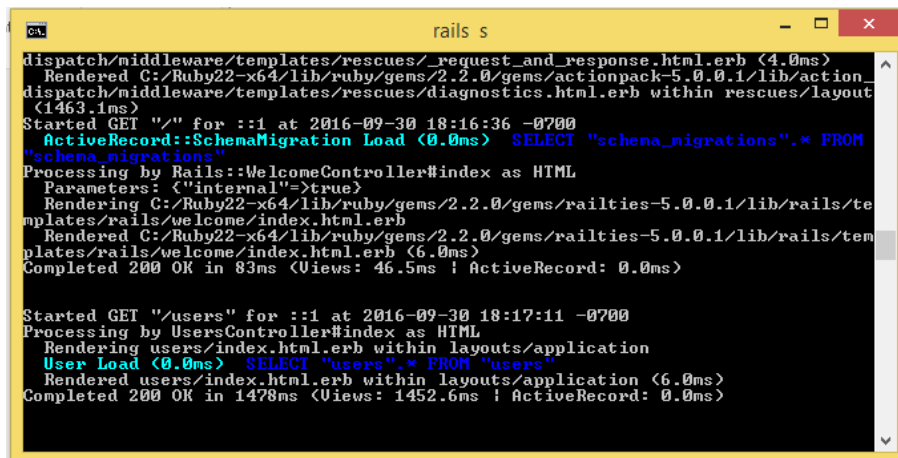 C:\.
rails s
dispatch/middleware/templates/rescues/_request_and_response.html.erb (4.0ms)
  Rendered C:/Ruby22-x64/lib/ruby/gems/2.2.0/gems/actionpack-5.0.0.1/lib/action_
dispatch/middleware/templates/rescues/diagnostics.html.erb within rescues/layout
 (1463.1ms)
Started GET "/" for ::1 at 2016-09-30 18:16:36 -0700
  ActiveRecord::SchemaMigration Load (0.0ms)  SELECT "schema_migrations".* FROM
"schema_migrations"
Processing by Rails::WelcomeController#index as HTML
  Parameters: {"internal"=>true}
  Rendering C:/Ruby22-x64/lib/ruby/gems/2.2.0/gems/railties-5.0.0.1/lib/rails/te
mplates/rails/welcome/index.html.erb
  Rendered C:/Ruby22-x64/lib/ruby/gems/2.2.0/gems/railties-5.0.0.1/lib/rails/tem
plates/rails/welcome/index.html.erb (6.0ms)
Completed 200 OK in 83ms (Views: 46.5ms | ActiveRecord: 0.0ms)
Started GET "/users" for ::1 at 2016-09-30 18:17:11 -0700
Processing by UsersController#index as HTML
  Rendering users/index.html.erb within layouts/application
  User Load (0.0ms)  SELECT "users".* FROM "users"
  Rendered users/index.html.erb within layouts/application (6.0ms)
Completed 200 OK in 1478ms (Views: 1452.6ms | ActiveRecord: 0.0ms)